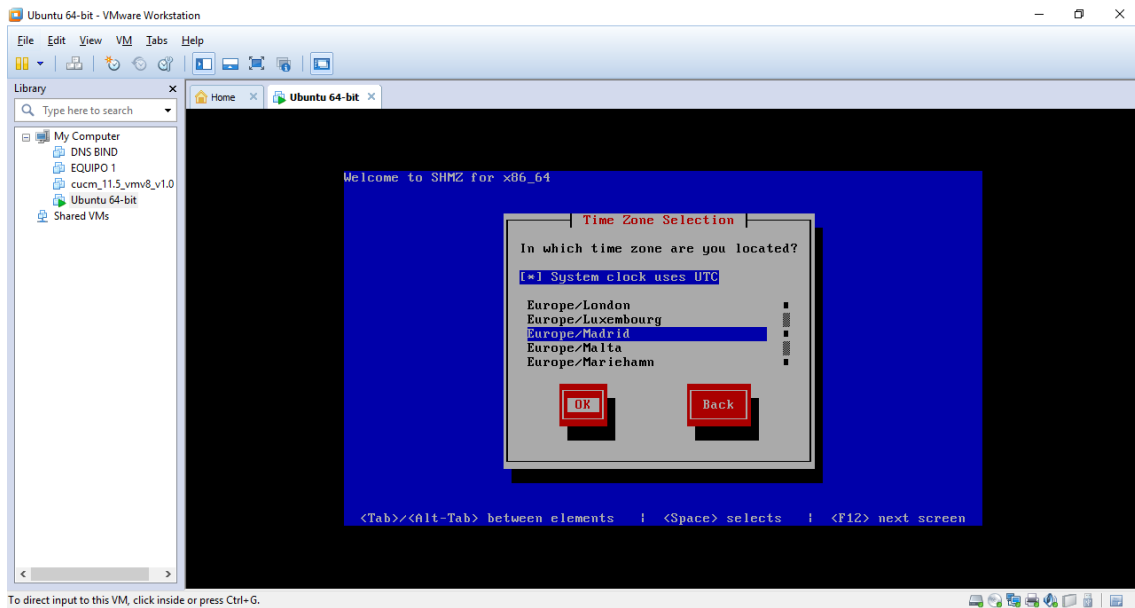 Ubuntu 64-bit - VMware Workstation
File Edit View VM Tabs Help
Library
Type here to search
My Computer
DNS BIND
EQUIPO 1
cucm_11.5_vmv8_v1.0
Ubuntu 64-bit
Shared VMs
Home
Ubuntu 64-bit
Welcome to SHMZ for x86_64
Time Zone Selection
In which time zone are you located?
[*] System clock uses UTC
Europe/London
Europe/Luxembourg
Europe/Madrid
Europe/Malta
Europe/Mariehamn
OK Back
<Tab>/<Alt-Tab> between elements | <Space> selects | <F12> next screen
To direct input to this VM, click inside or press Ctrl+G.